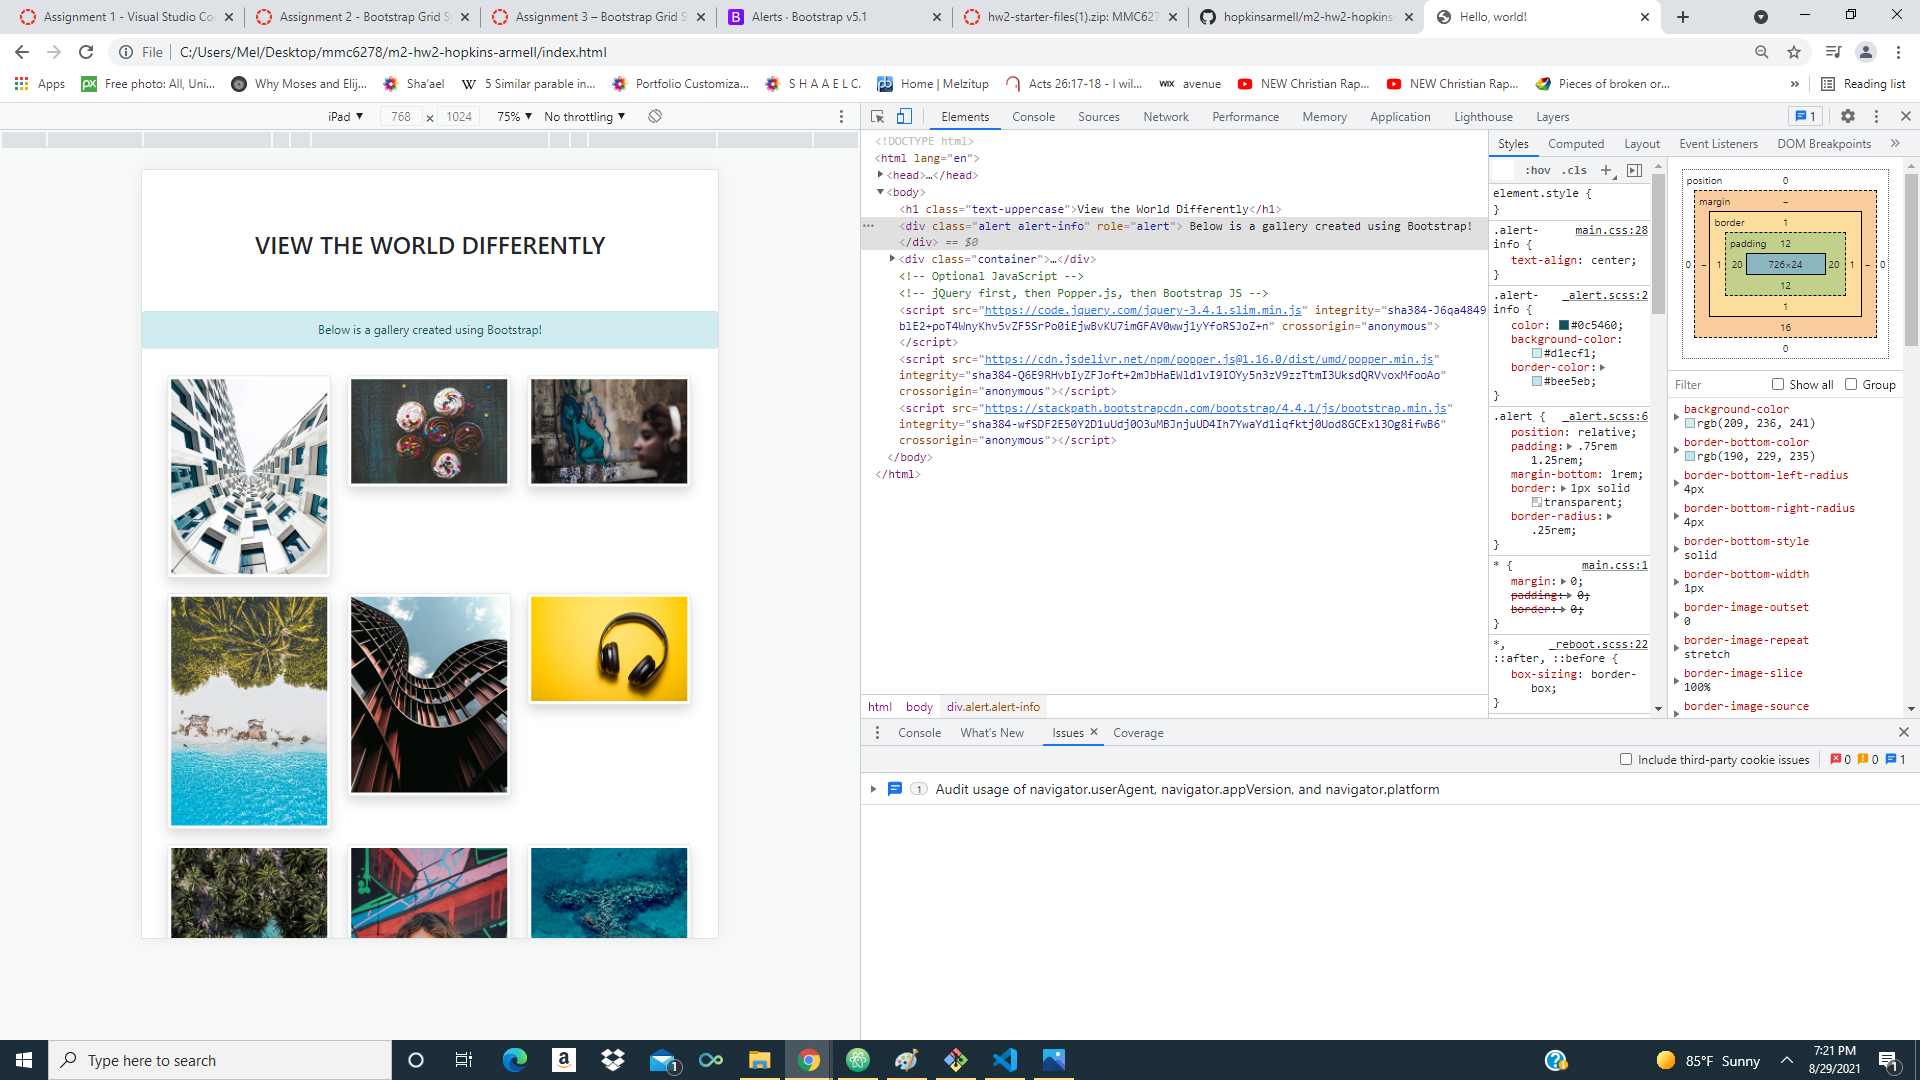 Assignment 1 - Visual Studio Co
Assignment 2 - Bootstrap Grid Sy
Assignment 3 – Bootstrap Grid S
Alerts · Bootstrap v5.1
hw2-starter-files(1).zip: MMC627
hopkinsarmell/m2-hw2-hopkins
Hello, world!
File | C:/Users/Mel/Desktop/mmc6278/m2-hw2-hopkins-armell/index.html
Apps
Free photo: All, Uni...
Why Moses and Elij...
Sha'ael
5 Similar parable in...
Portfolio Customiza...
S H A A E L C.
Home | Melzitup
Acts 26:17-18 - I wil...
WIX avenue
NEW Christian Rap...
NEW Christian Rap...
Pieces of broken or...
»
Reading list
iPad ▼ 768 × 1024 75% ▼ No throttling ▼
VIEW THE WORLD DIFFERENTLY
Below is a gallery created using Bootstrap!
Elements Console Sources Network Performance Memory Application Lighthouse Layers
1
<!DOCTYPE html>
<html lang="en">
<head>…</head>
<body>
<h1 class="text-uppercase">View the World Differently</h1>
<div class="alert alert-info" role="alert"> Below is a gallery created using Bootstrap!
</div> == $0
<div class="container">…</div>
<!-- Optional JavaScript -->
<!-- jQuery first, then Popper.js, then Bootstrap JS -->
<script src="https://code.jquery.com/jquery-3.4.1.slim.min.js" integrity="sha384-J6qa4849
blE2+poT4WnyKhv5vZF5SrPo0iEjwBvKU7imGFAV0wwj1yYfoRSJoZ+n" crossorigin="anonymous">
</script>
<script src="https://cdn.jsdelivr.net/npm/popper.js@1.16.0/dist/umd/popper.min.js"
integrity="sha384-Q6E9RHvbIyZFJoft+2mJbHaEWldlvI9IOYy5n3zV9zzTtmI3UksdQRVvoxMfooAo"
crossorigin="anonymous"></script>
<script src="https://stackpath.bootstrapcdn.com/bootstrap/4.4.1/js/bootstrap.min.js"
integrity="sha384-wfSDF2E50Y2D1uUdj0O3uMBJnjuUD4Ih7YwaYd1iqfktj0Uod8GCExl3Og8ifwB6"
crossorigin="anonymous"></script>
</body>
</html>
html body div.alert.alert-info
Styles Computed Layout Event Listeners DOM Breakpoints »
:hov .cls +
element.style {
}
.alert- main.css:28
info {
text-align: center;
}
.alert- _alert.scss:2
info {
color: #0c5460;
background-color:
#d1ecf1;
border-color:
#bee5eb;
}
.alert { _alert.scss:6
position: relative;
padding: .75rem
1.25rem;
margin-bottom: 1rem;
border: 1px solid
transparent;
border-radius:
.25rem;
}
* { main.css:1
margin: 0;
padding: 0;
border: 0;
}
*, _reboot.scss:22
::after, ::before {
box-sizing: border-
box;
}
position 0
margin –
border 1
padding 12
0 – 1 20 726×24 20 1 – 0
12
1
16
0
Filter Show all Group
background-color
rgb(209, 236, 241)
border-bottom-color
rgb(190, 229, 235)
border-bottom-left-radius
4px
border-bottom-right-radius
4px
border-bottom-style
solid
border-bottom-width
1px
border-image-outset
0
border-image-repeat
stretch
border-image-slice
100%
border-image-source
Console What's New Issues × Coverage
Include third-party cookie issues 0 0 1
1 Audit usage of navigator.userAgent, navigator.appVersion, and navigator.platform
Type here to search
1
85°F Sunny
7:21 PM
8/29/2021
1